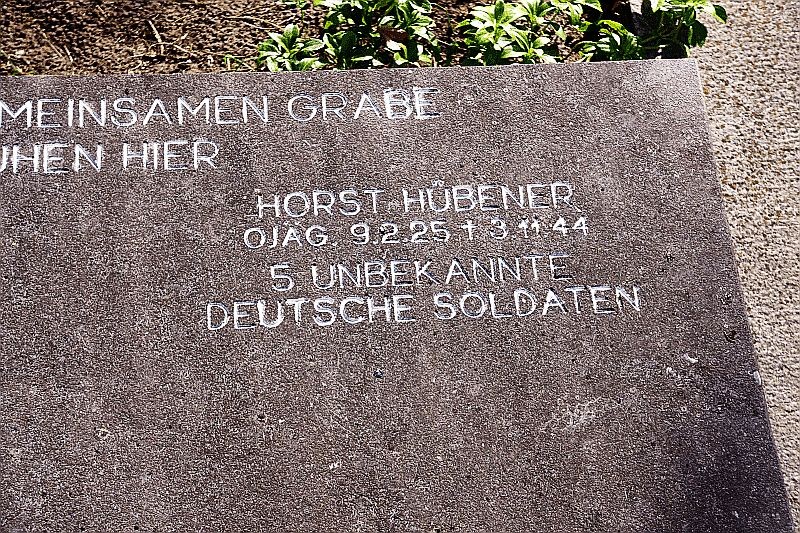 MEINSAMEN GRABE
UHEN HIER
HORST HÜBENER
OJAG. 9.2.25 † 3.11.44
5 UNBEKANNTE
DEUTSCHE SOLDATEN